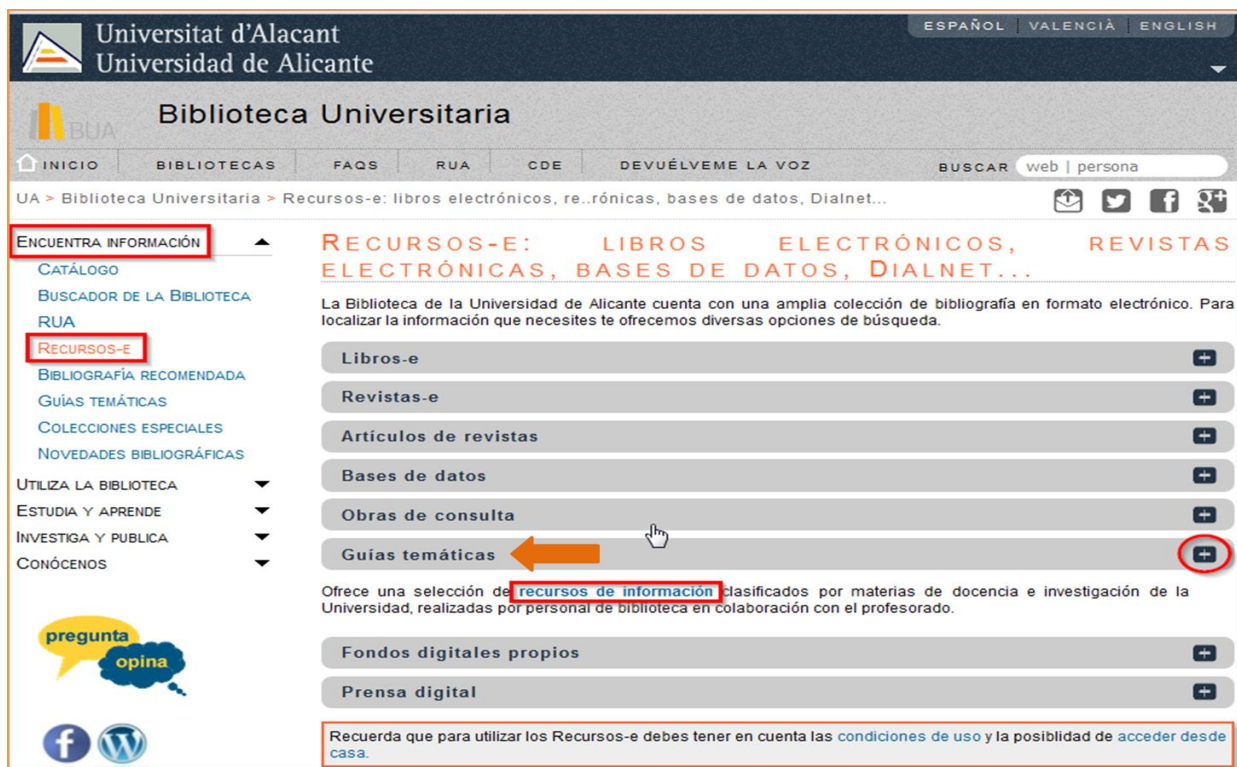 Universitat d'Alacant
Universidad de Alicante
ESPAÑOL VALENCIÀ ENGLISH
BUA
Biblioteca Universitaria
INICIO BIBLIOTECAS FAQS RUA CDE DEVUÉLVEME LA VOZ BUSCAR web | persona
UA > Biblioteca Universitaria > Recursos-e: libros electrónicos, re..rónicas, bases de datos, Dialnet...
ENCUENTRA INFORMACIÓN
CATÁLOGO
BUSCADOR DE LA BIBLIOTECA
RUA
RECURSOS-E
BIBLIOGRAFÍA RECOMENDADA
GUÍAS TEMÁTICAS
COLECCIONES ESPECIALES
NOVEDADES BIBLIOGRÁFICAS
UTILIZA LA BIBLIOTECA
ESTUDIA Y APRENDE
INVESTIGA Y PUBLICA
CONÓCENOS
pregunta
opina
RECURSOS-E: LIBROS ELECTRÓNICOS, REVISTAS
ELECTRÓNICAS, BASES DE DATOS, DIALNET...
La Biblioteca de la Universidad de Alicante cuenta con una amplia colección de bibliografía en formato electrónico. Para
localizar la información que necesites te ofrecemos diversas opciones de búsqueda.
Libros-e
Revistas-e
Artículos de revistas
Bases de datos
Obras de consulta
Guías temáticas
Ofrece una selección de recursos de información clasificados por materias de docencia e investigación de la
Universidad, realizadas por personal de biblioteca en colaboración con el profesorado.
Fondos digitales propios
Prensa digital
Recuerda que para utilizar los Recursos-e debes tener en cuenta las condiciones de uso y la posiblidad de acceder desde
casa.